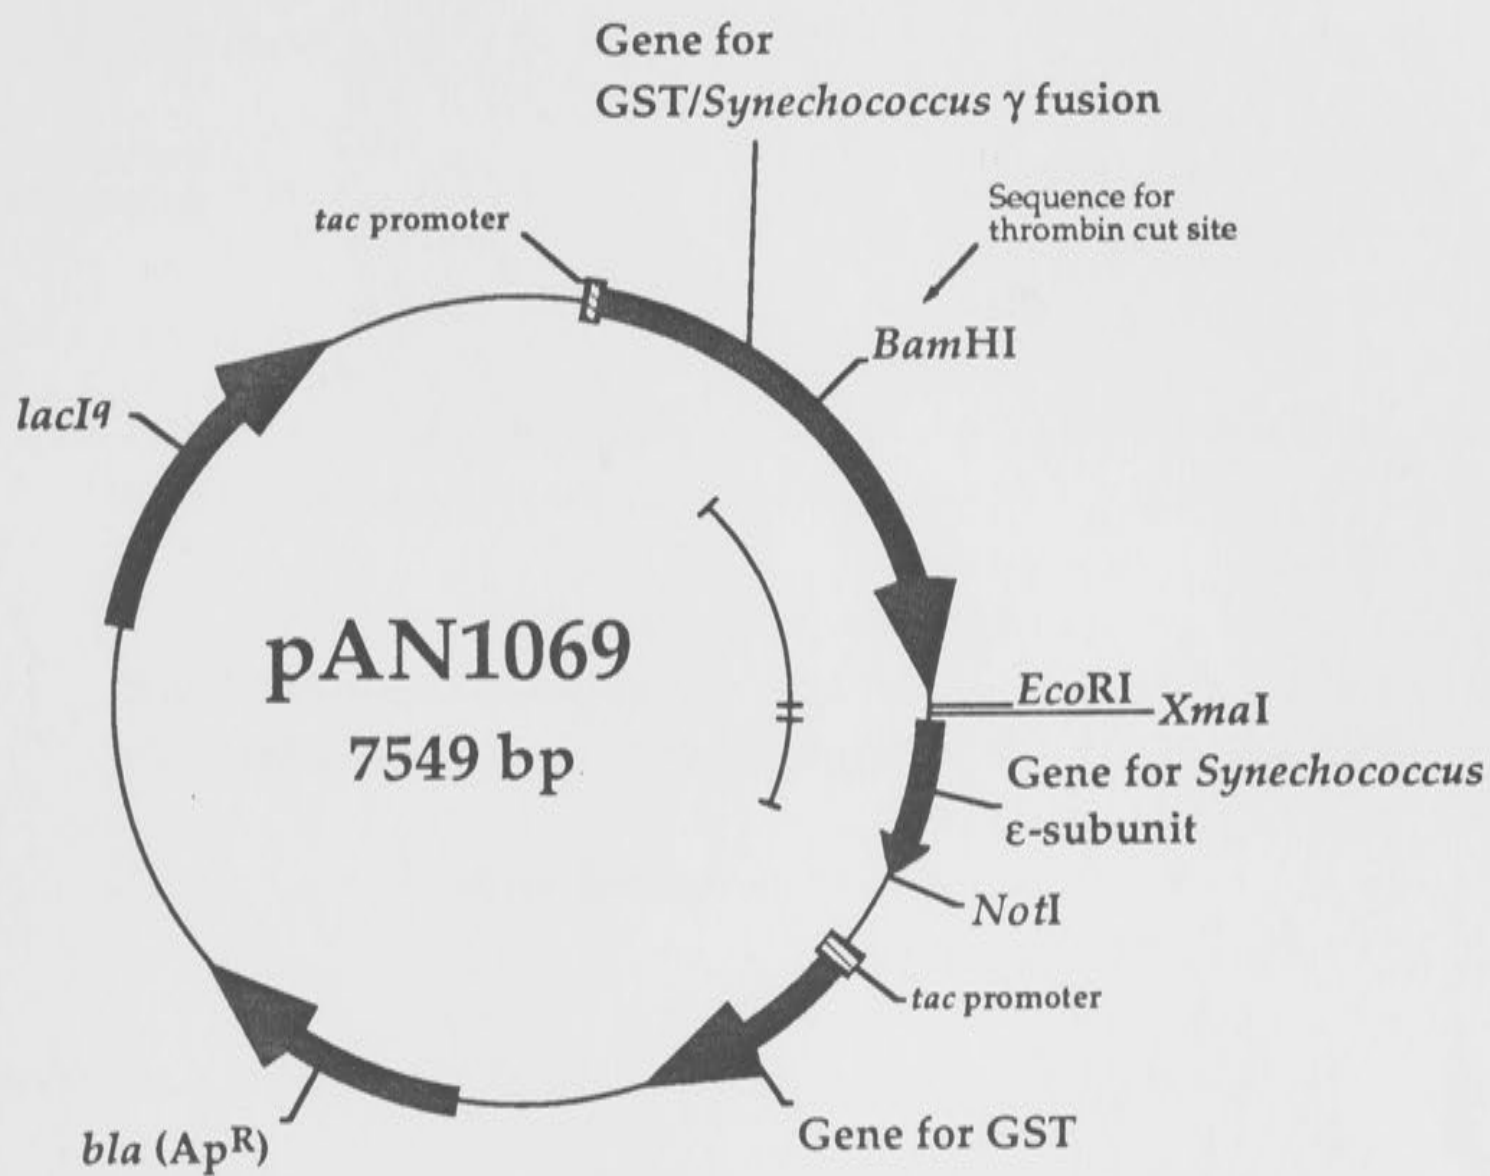 Gene for
GST/Synechococcus γ fusion
Sequence for
thrombin cut site
tac promoter
BamHI
lacIq
pAN1069
7549 bp
EcoRI
XmaI
Gene for Synechococcus
ε-subunit
NotI
tac promoter
Gene for GST
bla (ApR)